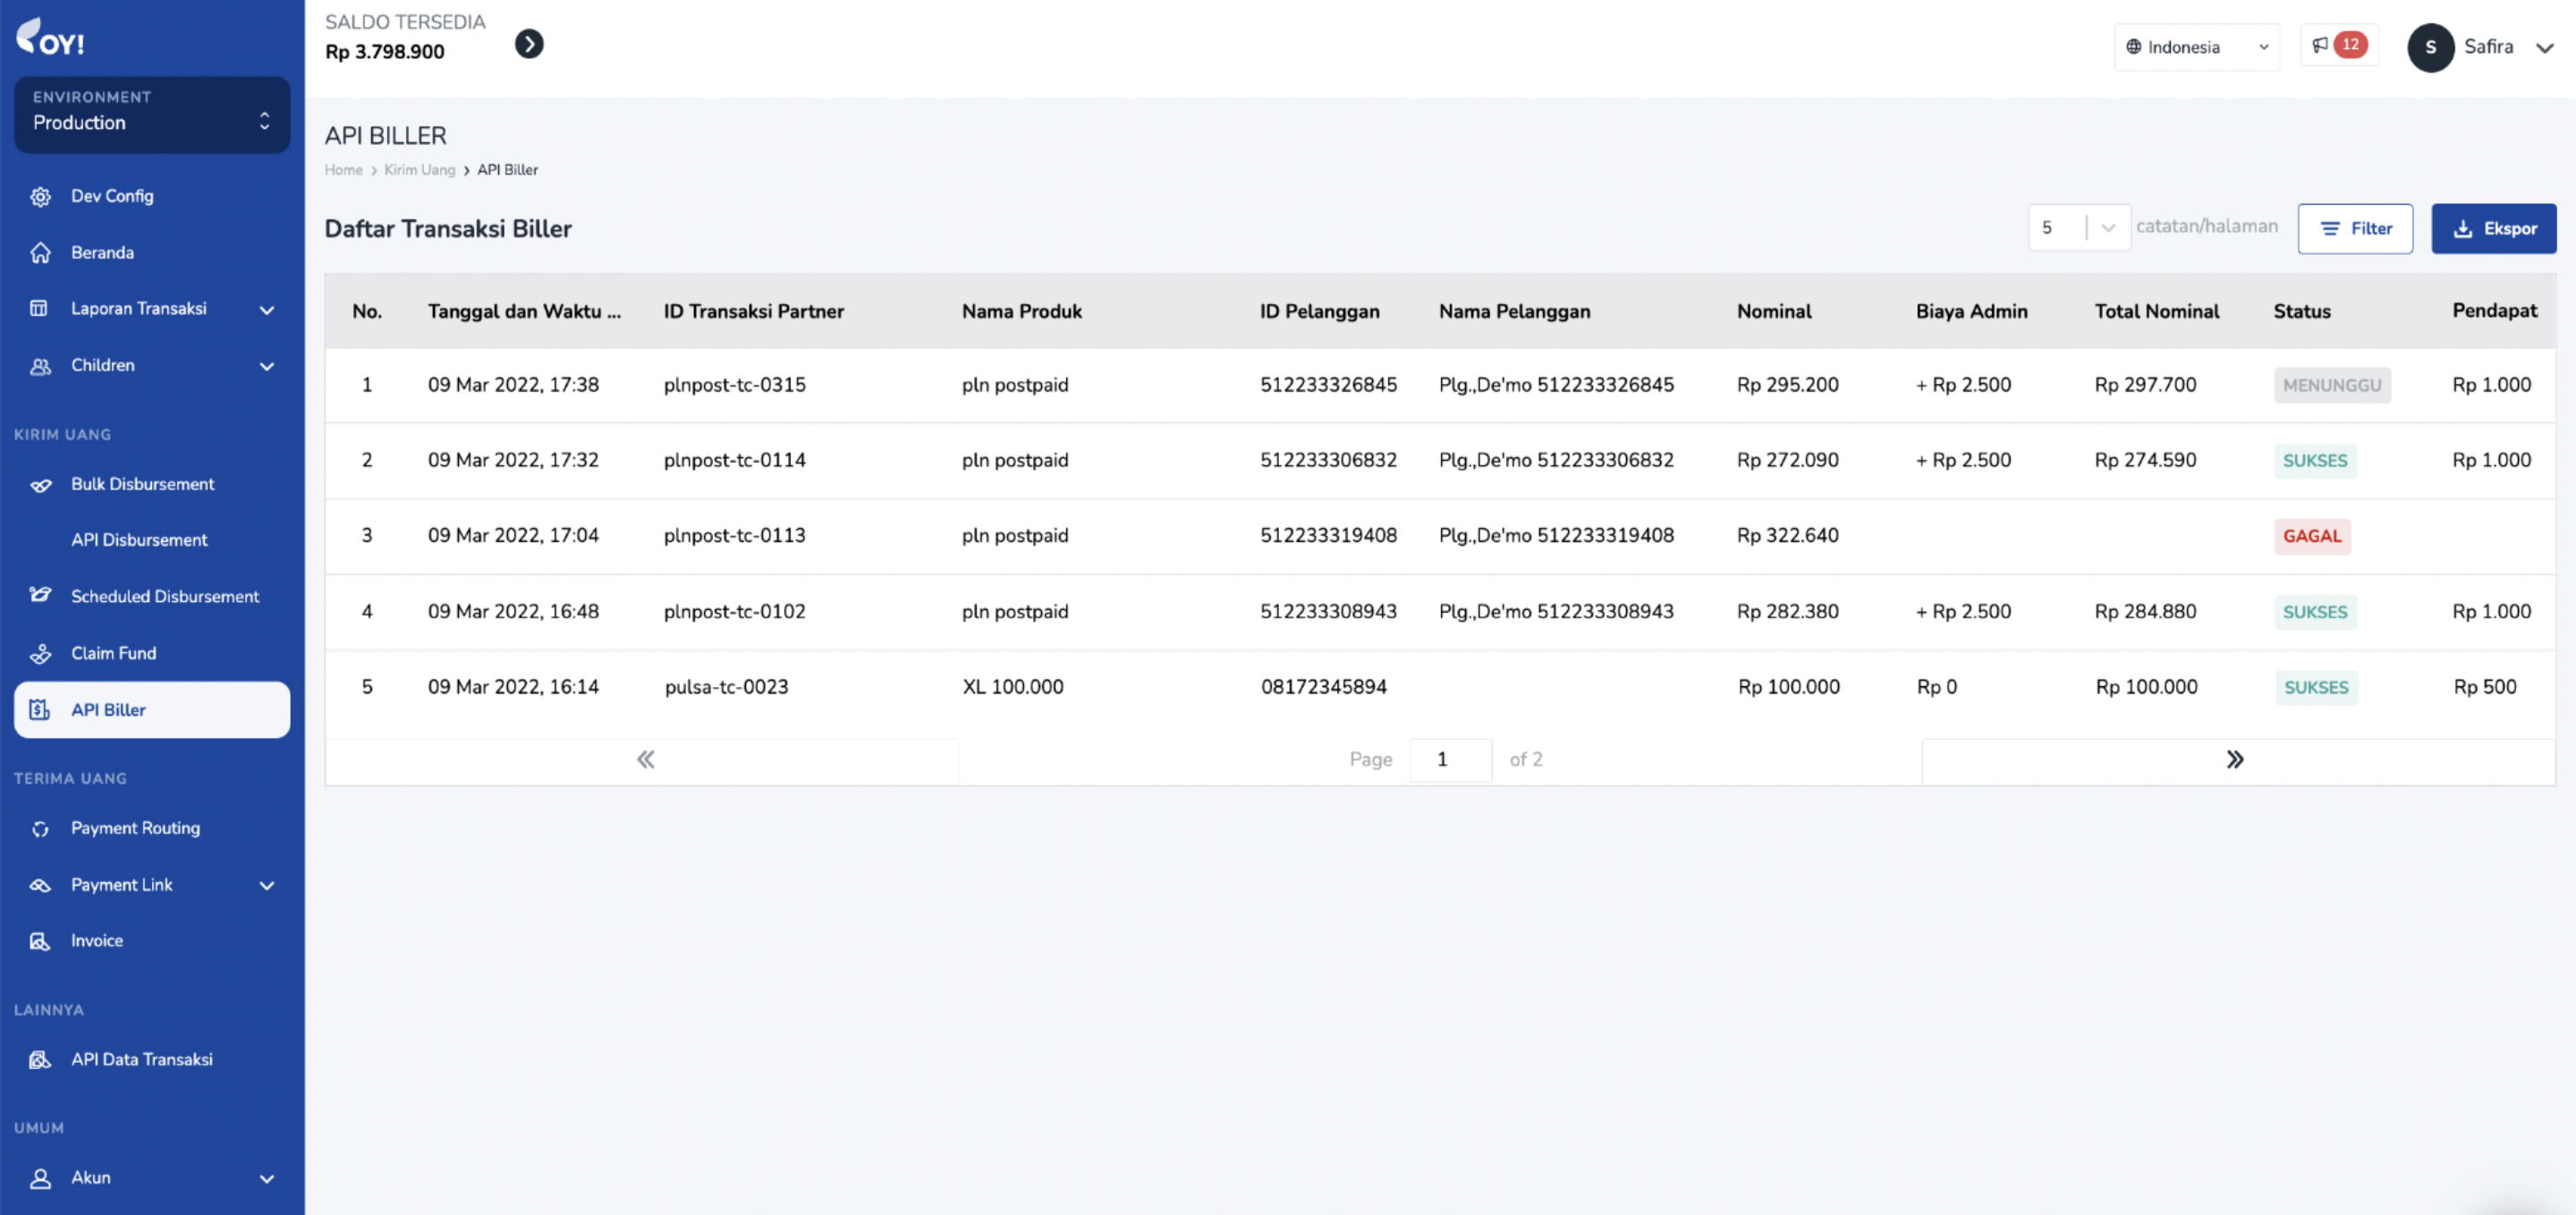 OY!
ENVIRONMENT
Production
Dev Config
Beranda
Laporan Transaksi
Children
KIRIM UANG
Bulk Disbursement
API Disbursement
Scheduled Disbursement
Claim Fund
API Biller
TERIMA UANG
Payment Routing
Payment Link
Invoice
LAINNYA
API Data Transaksi
UMUM
Akun
SALDO TERSEDIA
Rp 3.798.900
Indonesia
12
S
Safira
API BILLER
Home > Kirim Uang > API Biller
Daftar Transaksi Biller
5 catatan/halaman
Filter
Ekspor
No. Tanggal dan Waktu ... ID Transaksi Partner Nama Produk ID Pelanggan Nama Pelanggan Nominal Biaya Admin Total Nominal Status Pendapat
1 09 Mar 2022, 17:38 plnpost-tc-0315 pln postpaid 512233326845 Plg.,De'mo 512233326845 Rp 295.200 + Rp 2.500 Rp 297.700 MENUNGGU Rp 1.000
2 09 Mar 2022, 17:32 plnpost-tc-0114 pln postpaid 512233306832 Plg.,De'mo 512233306832 Rp 272.090 + Rp 2.500 Rp 274.590 SUKSES Rp 1.000
3 09 Mar 2022, 17:04 plnpost-tc-0113 pln postpaid 512233319408 Plg.,De'mo 512233319408 Rp 322.640 GAGAL
4 09 Mar 2022, 16:48 plnpost-tc-0102 pln postpaid 512233308943 Plg.,De'mo 512233308943 Rp 282.380 + Rp 2.500 Rp 284.880 SUKSES Rp 1.000
5 09 Mar 2022, 16:14 pulsa-tc-0023 XL 100.000 08172345894 Rp 100.000 Rp 0 Rp 100.000 SUKSES Rp 500
Page 1 of 2